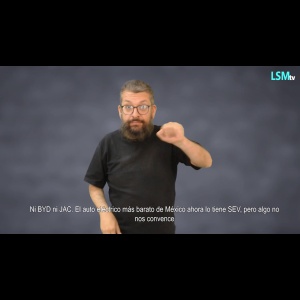 LSMtv
Ni BYD ni JAC. El auto eléctrico más barato de México ahora lo tiene SEV, pero algo no
nos convence